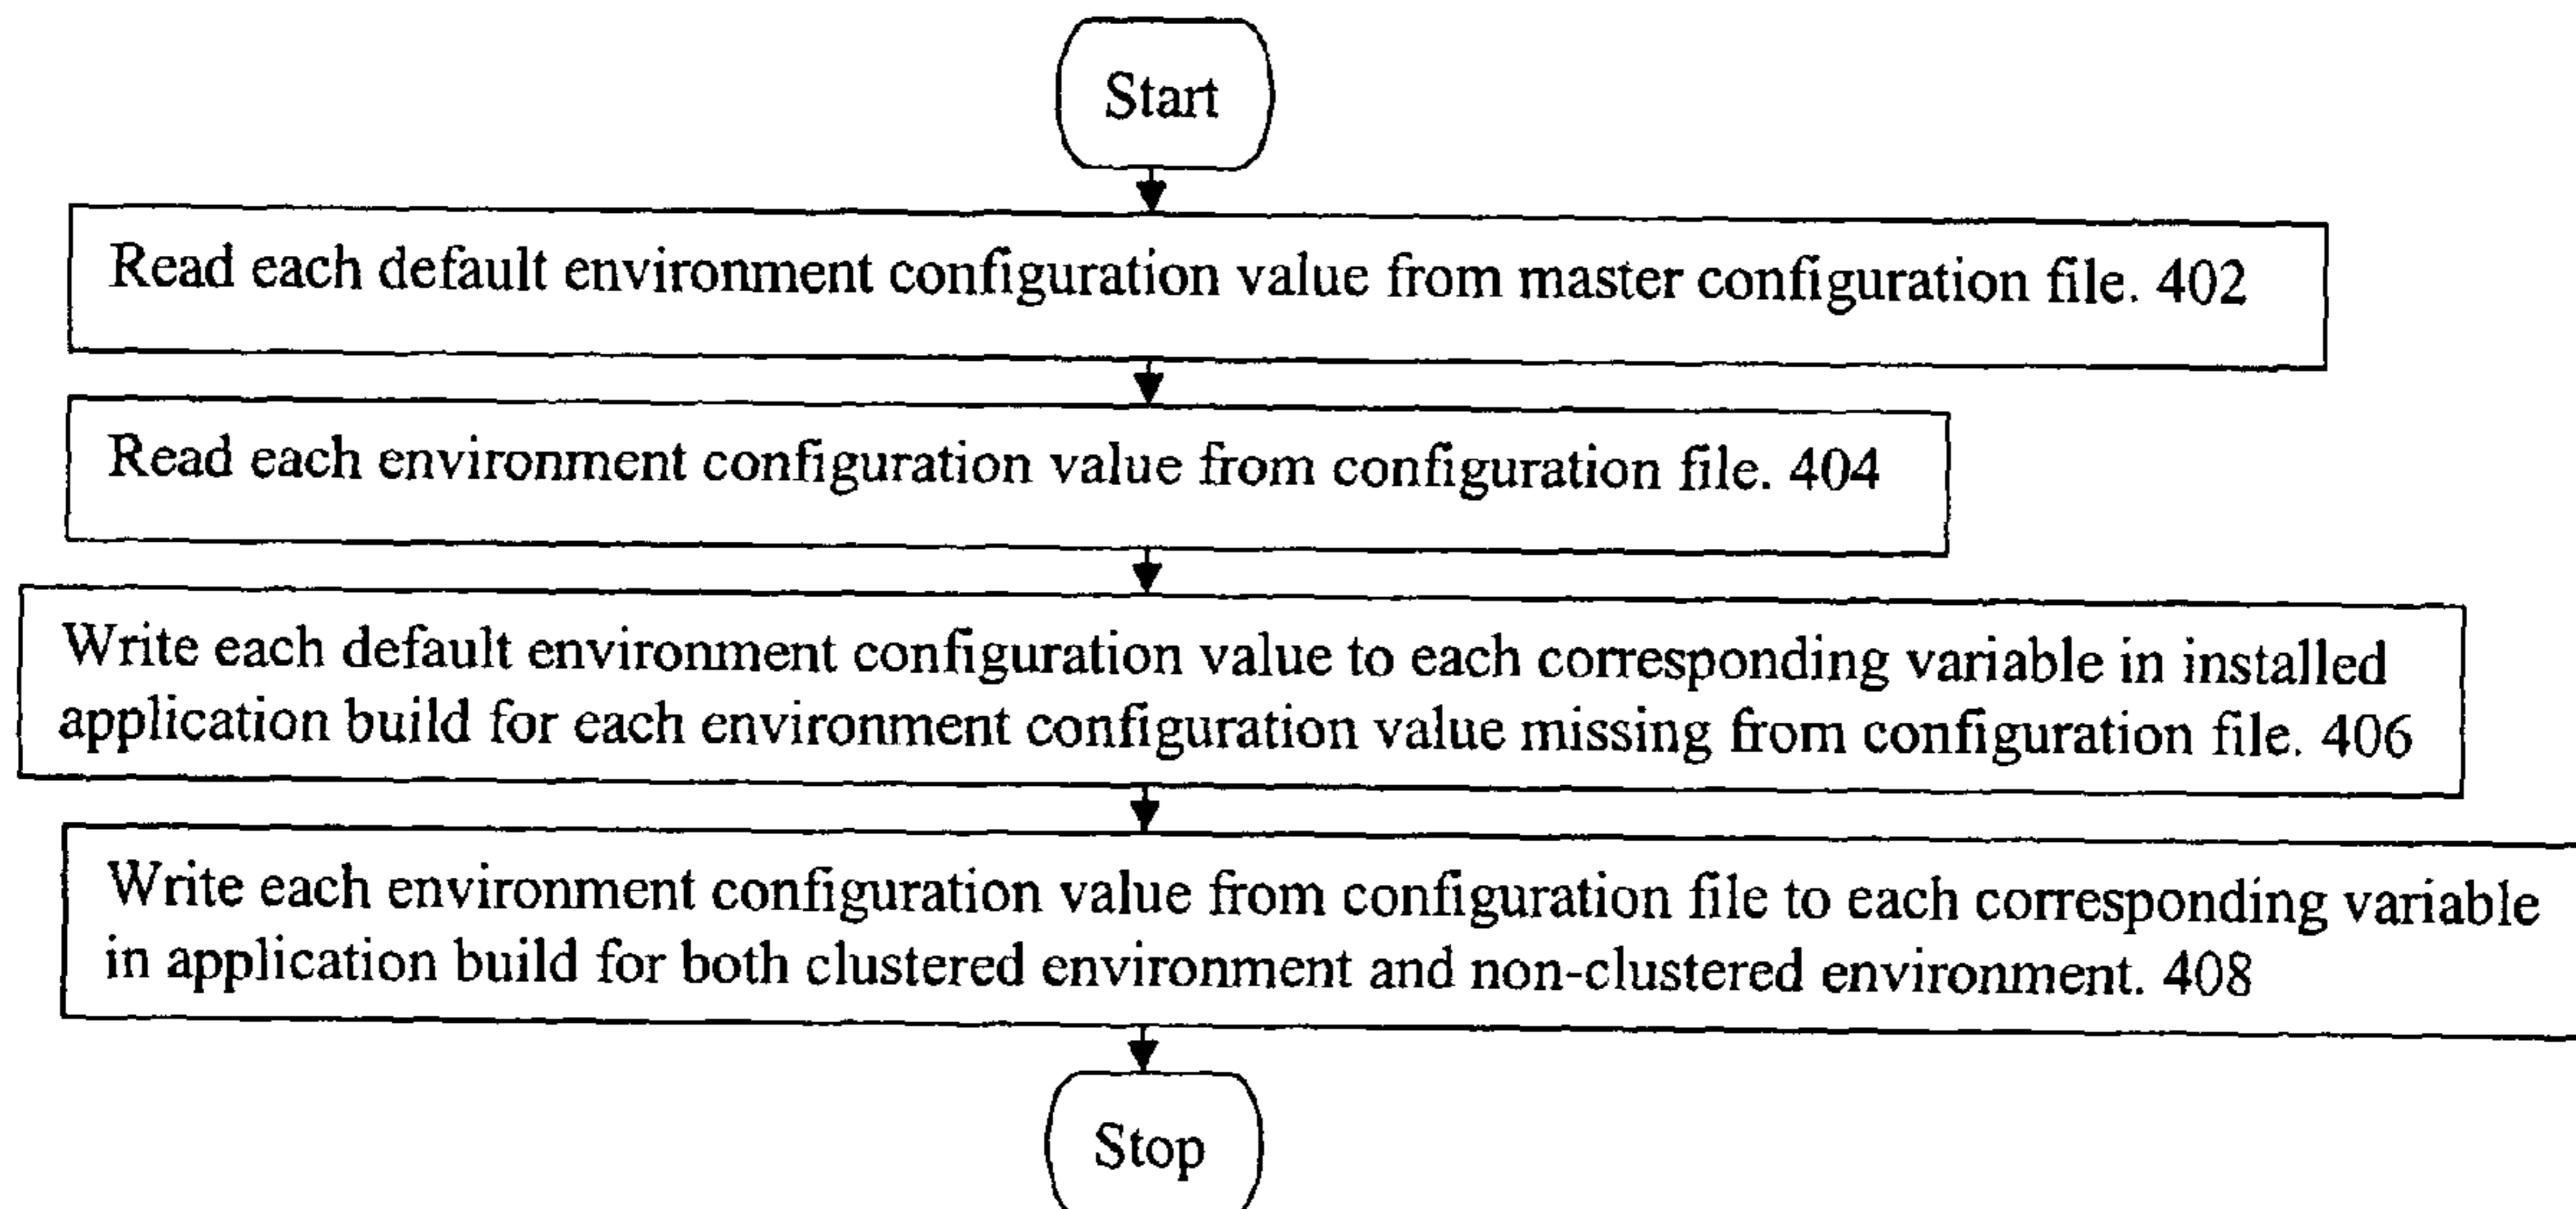 Start
Read each default environment configuration value from master configuration file. 402
Read each environment configuration value from configuration file. 404
Write each default environment configuration value to each corresponding variable in installed
application build for each environment configuration value missing from configuration file. 406
Write each environment configuration value from configuration file to each corresponding variable
in application build for both clustered environment and non-clustered environment. 408
Stop